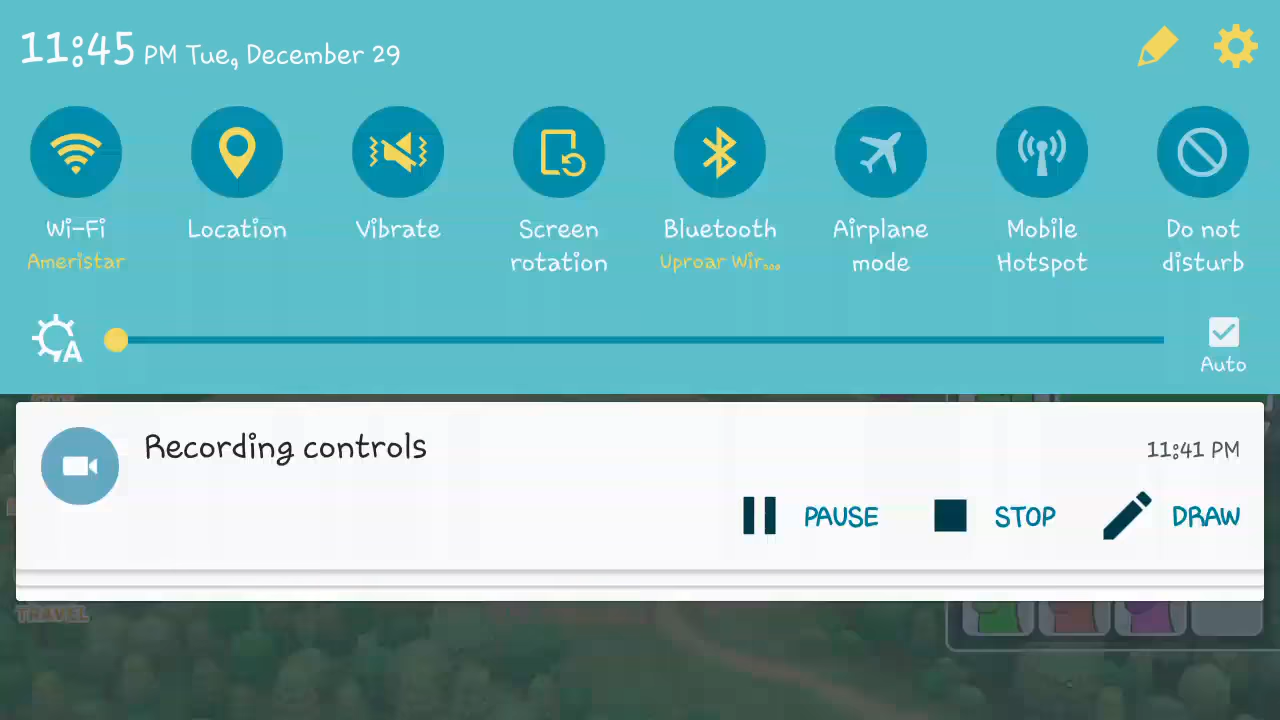 11:45 PM Tue, December 29
Wi-Fi
Ameristar
Location
Vibrate
Screen
rotation
Bluetooth
Uproar Wir...
Airplane
mode
Mobile
Hotspot
Do not
disturb
A
Auto
Recording controls
11:41 PM
PAUSE
STOP
DRAW
TRAVEL